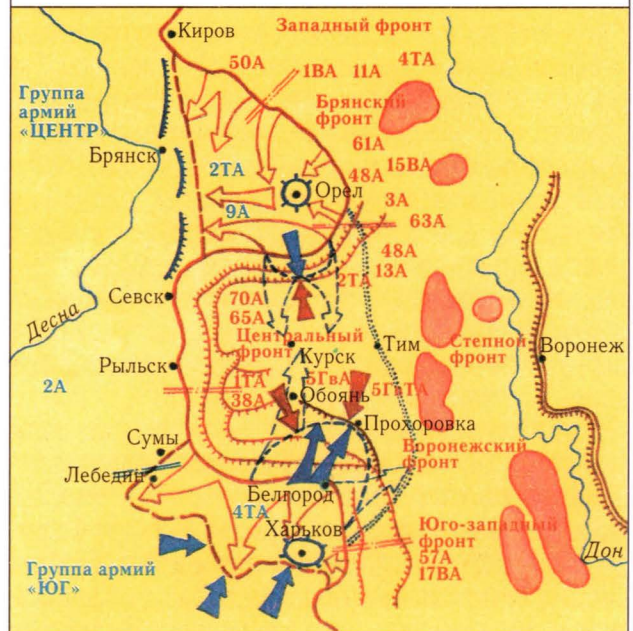 Киров
Западный фронт
50А
1ВА
11А
4ТА
Группа
армий
«ЦЕНТР»
Брянский
фронт
61А
Брянск
2ТА
48А
15ВА
Орел
9А
3А
63А
48А
13А
2ТА
Севск
70А
65А
Десна
Центральный
фронт
Курск
Тим
Степной
фронт
Воронеж
Рыльск
2А
1ТА
38А
5ГвА
5ГвТА
Обоянь
Прохоровка
Сумы
Воронежский
фронт
Лебедин
Белгород
4ТА
Харьков
Юго-западный
фронт
57А
17ВА
Дон
Группа армий
«ЮГ»